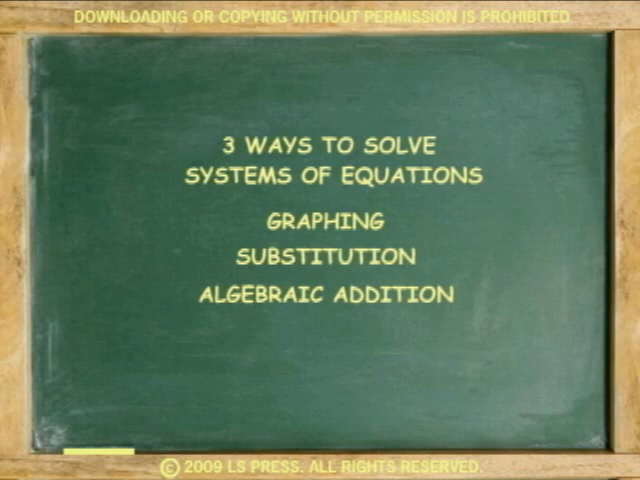 DOWNLOADING OR COPYING WITHOUT PERMISSION IS PROHIBITED
3 WAYS TO SOLVE
SYSTEMS OF EQUATIONS
GRAPHING
SUBSTITUTION
ALGEBRAIC ADDITION
© 2009 LS PRESS. ALL RIGHTS RESERVED.